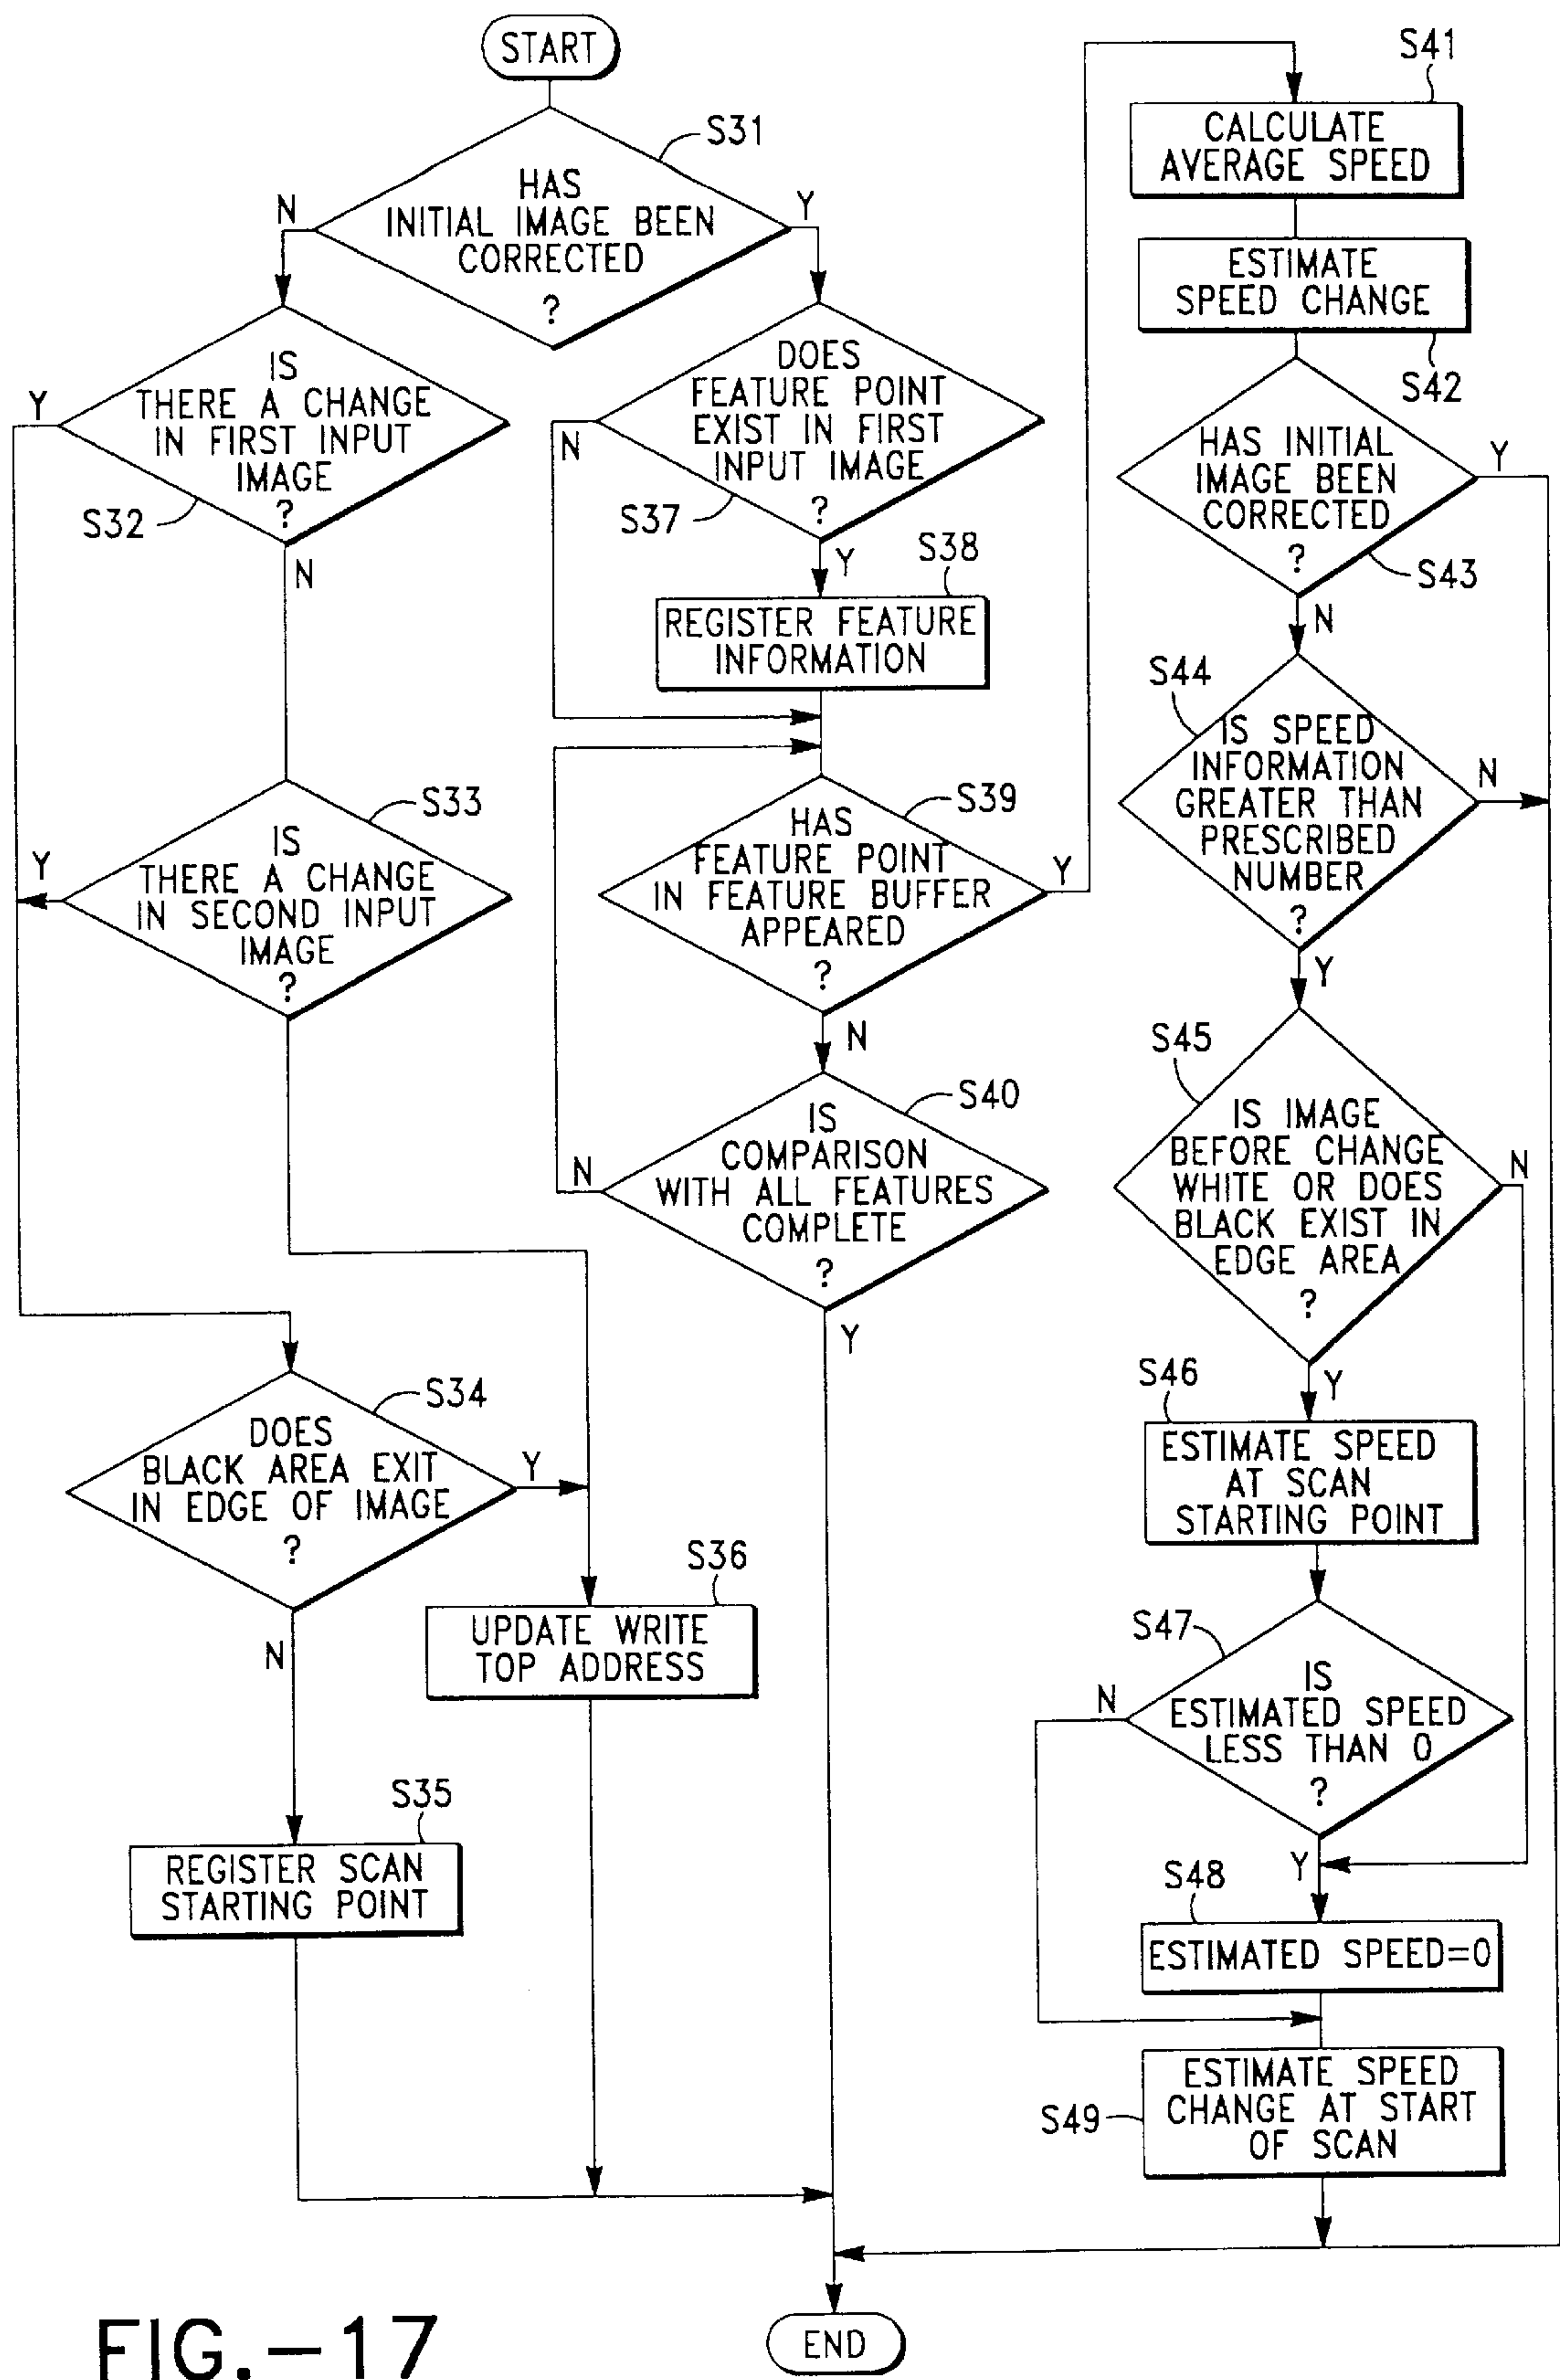 START
S31
HAS
INITIAL IMAGE BEEN
CORRECTED
?
N
Y
IS
THERE A CHANGE
IN FIRST INPUT
IMAGE
?
Y
S32
N
IS
THERE A CHANGE
IN SECOND INPUT
IMAGE
?
S33
Y
DOES
BLACK AREA EXIT
IN EDGE OF IMAGE
?
S34
Y
N
S35
REGISTER SCAN
STARTING POINT
S36
UPDATE WRITE
TOP ADDRESS
DOES
FEATURE POINT
EXIST IN FIRST
INPUT IMAGE
?
N
S37
Y
S38
REGISTER FEATURE
INFORMATION
S39
HAS
FEATURE POINT
IN FEATURE BUFFER
APPEARED
?
Y
N
S40
IS
COMPARISON
WITH ALL FEATURES
COMPLETE
?
N
Y
S41
CALCULATE
AVERAGE SPEED
ESTIMATE
SPEED CHANGE
S42
HAS INITIAL
IMAGE BEEN
CORRECTED
?
Y
S43
N
S44
IS SPEED
INFORMATION
GREATER THAN
PRESCRIBED
NUMBER
?
N
Y
S45
IS IMAGE
BEFORE CHANGE
WHITE OR DOES
BLACK EXIST IN
EDGE AREA
?
N
Y
S46
ESTIMATE SPEED
AT SCAN
STARTING POINT
S47
IS
ESTIMATED SPEED
LESS THAN 0
?
N
Y
S48
ESTIMATED SPEED=0
S49
ESTIMATE SPEED
CHANGE AT START
OF SCAN
END
FIG.-17